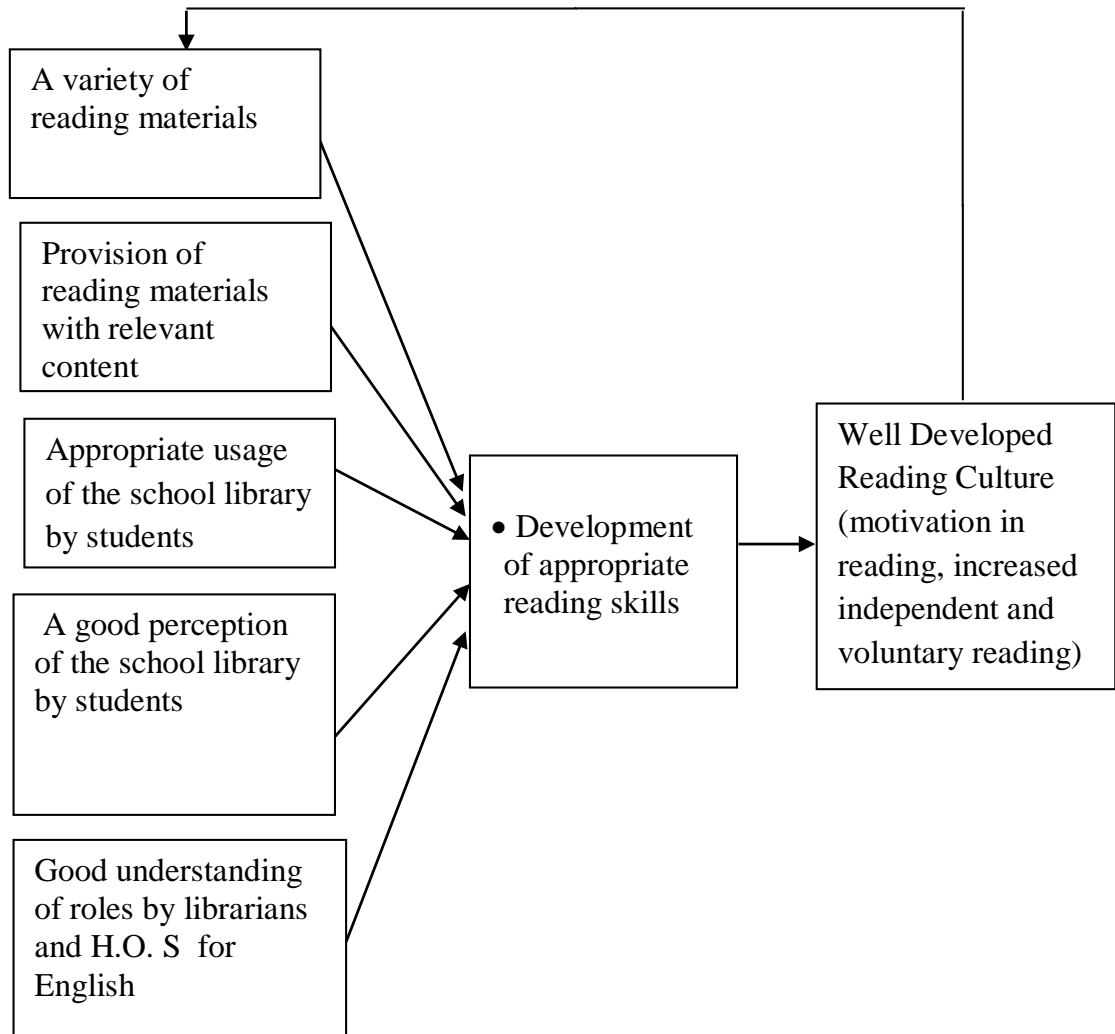 A variety of
reading materials
Provision of
reading materials
with relevant
content
Appropriate usage
of the school library
by students
A good perception
of the school library
by students
Good understanding
of roles by librarians
and H.O. S for
English
• Development
of appropriate
reading skills
Well Developed
Reading Culture
(motivation in
reading, increased
independent and
voluntary reading)